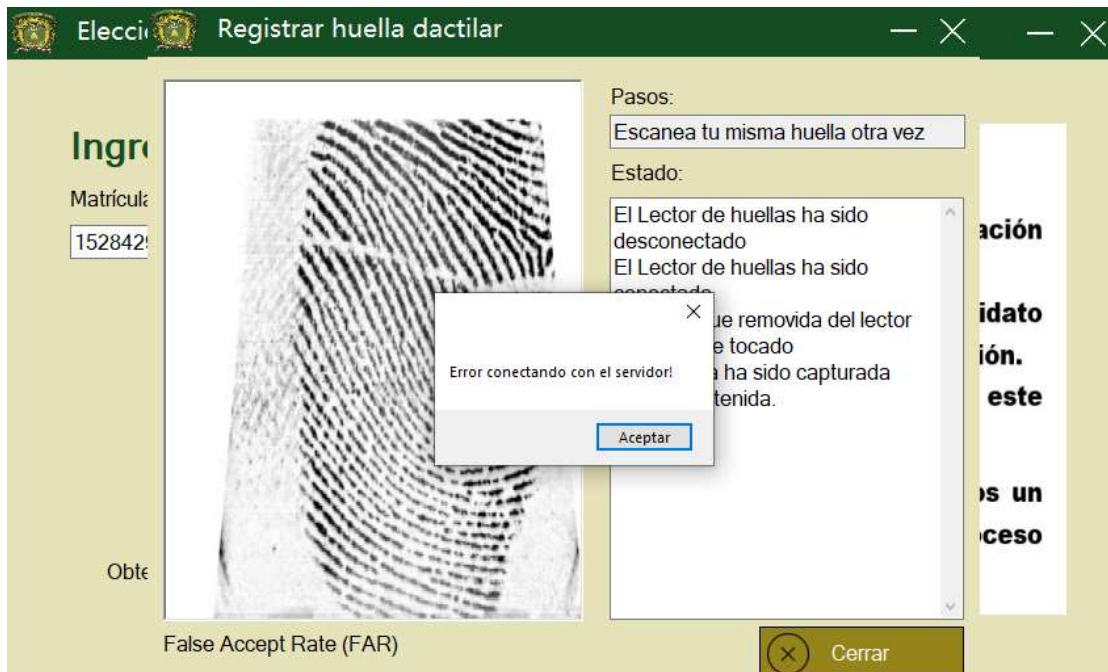 Elecci
Registrar huella dactilar
Ingr
Matrícula
152842
Obte
Pasos:
Escanea tu misma huella otra vez
Estado:
El Lector de huellas ha sido
desconectado
El Lector de huellas ha sido
conectado
ue removida del lector
e tocado
a ha sido capturada
tenida.
Error conectando con el servidor!
Aceptar
ación
idato
ión.
este
os un
ceso
False Accept Rate (FAR)
Cerrar